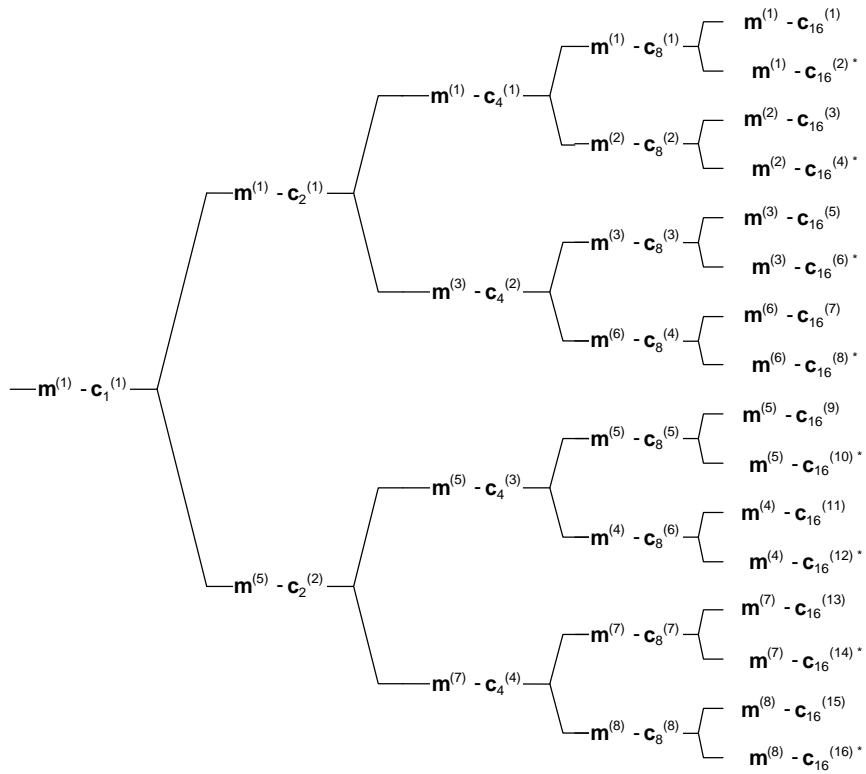 m(1) - c16(1)
m(1) - c8(1)
m(1) - c16(2) *
m(1) - c4(1)
m(2) - c16(3)
m(2) - c8(2)
m(2) - c16(4) *
m(1) - c2(1)
m(3) - c16(5)
m(3) - c8(3)
m(3) - c16(6) *
m(3) - c4(2)
m(6) - c16(7)
m(6) - c8(4)
m(6) - c16(8) *
m(1) - c1(1)
m(5) - c16(9)
m(5) - c8(5)
m(5) - c16(10) *
m(5) - c4(3)
m(4) - c16(11)
m(4) - c8(6)
m(4) - c16(12) *
m(5) - c2(2)
m(7) - c16(13)
m(7) - c8(7)
m(7) - c16(14) *
m(7) - c4(4)
m(8) - c16(15)
m(8) - c8(8)
m(8) - c16(16) *